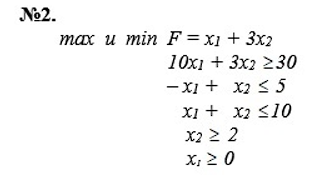 №2.
max и min F = x₁ + 3x₂
10x₁ + 3x₂ ≥30
−x₁ + x₂ ≤ 5
x₁ + x₂ ≤10
x₂ ≥ 2
x₁ ≥ 0